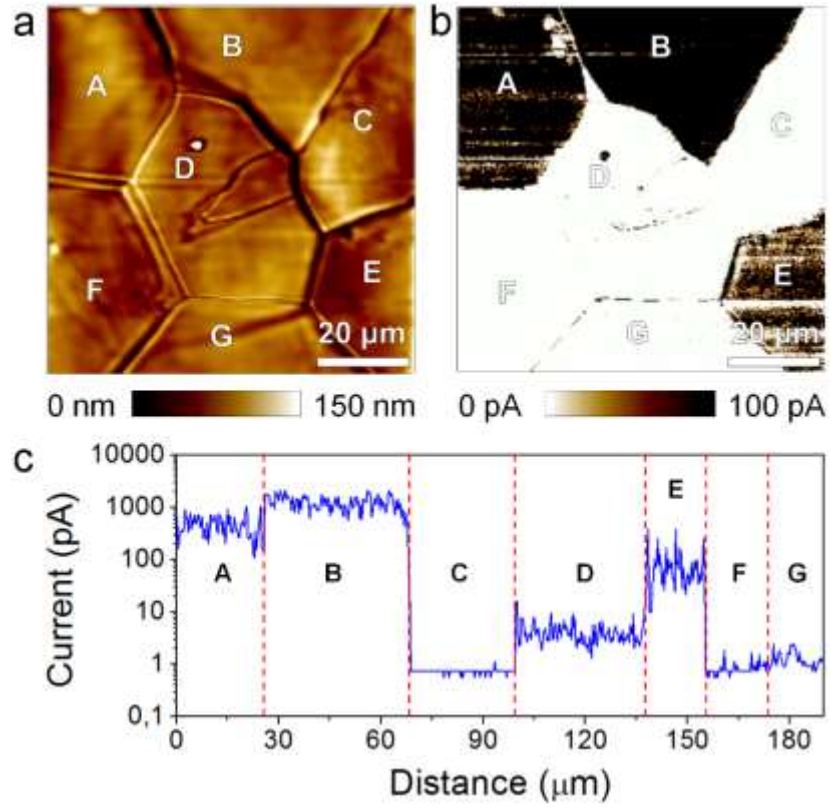 a
b
A
B
C
D
E
F
G
20 µm
A
B
C
D
E
F
G
20 µm
0 nm 150 nm
0 pA 100 pA
c
10000
1000
100
10
1
0,1
Current (pA)
A
B
C
D
E
F
G
0 30 60 90 120 150 180
Distance (µm)